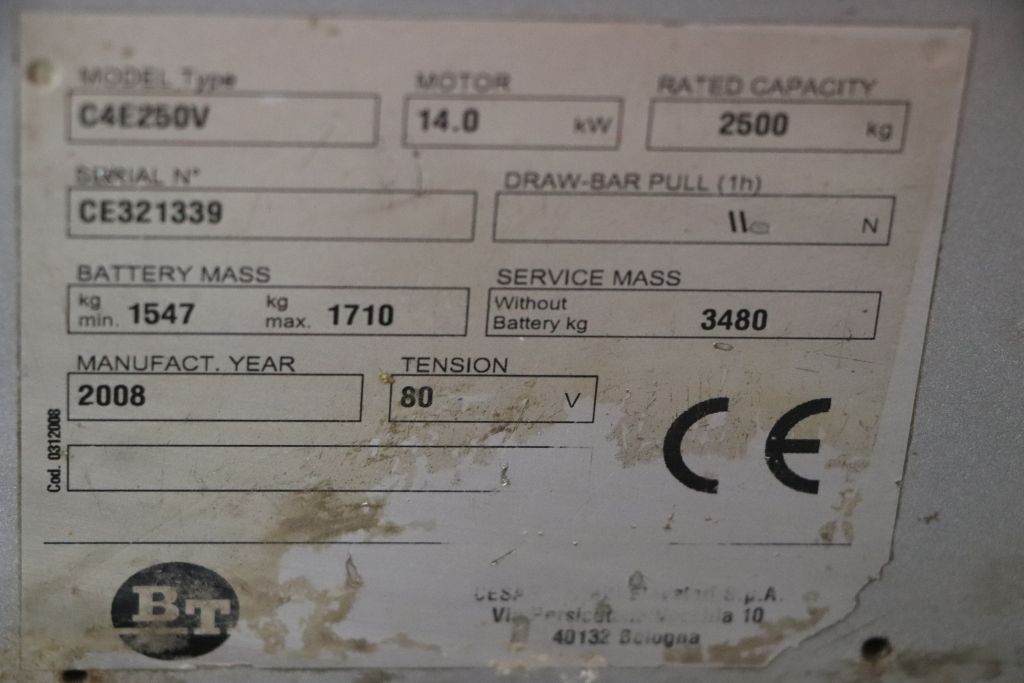 MODEL Type MOTOR RATED CAPACITY
C4E250V 14.0 kW 2500 kg
SERIAL N° DRAW-BAR PULL (1h)
CE321339 N
BATTERY MASS SERVICE MASS
kg min. 1547 kg max. 1710 Without Battery kg 3480
MANUFACT. YEAR TENSION
2008 80 V
Cod. 0312008
CE
BT
S.p.A.
Via 10
40132 Bologna